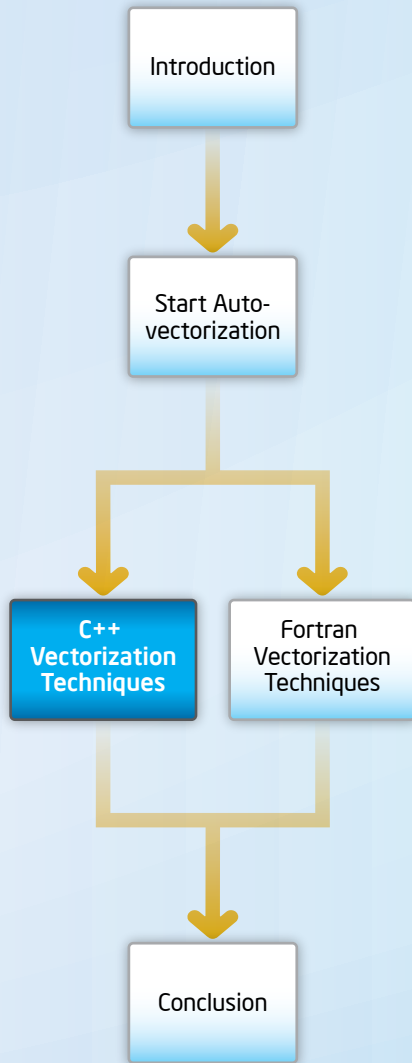 Introduction
Start Auto-
vectorization
C++
Vectorization
Techniques
Fortran
Vectorization
Techniques
Conclusion